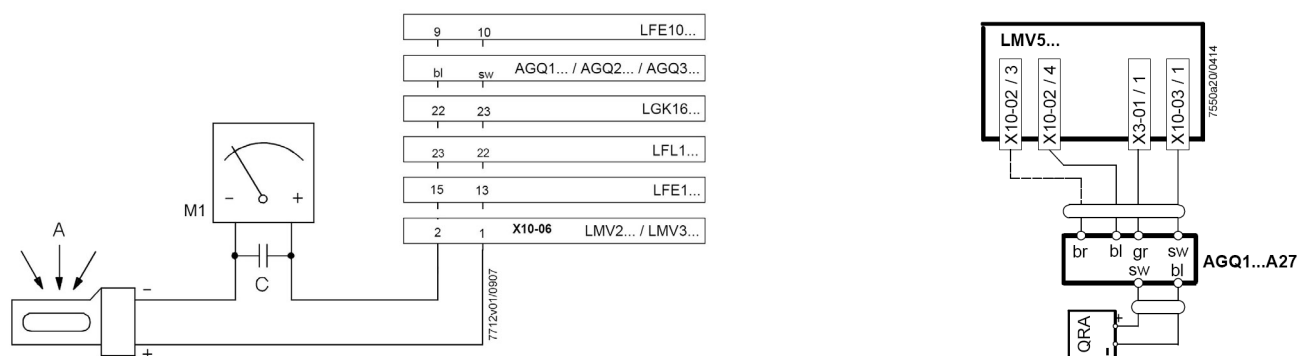 9 10 LFE10...
bl sw AGQ1... / AGQ2... / AGQ3...
22 23 LGK16...
23 22 LFL1...
15 13 LFE1...
2 1 X10-06 LMV2... / LMV3...
7712v01/0907
M1
- +
A
C
-
+
LMV5...
X10-02 / 3
X10-02 / 4
X3-01 / 1
X10-03 / 1
7550a20/0414
br bl gr sw
sw bl
AGQ1...A27
QRA
+
-